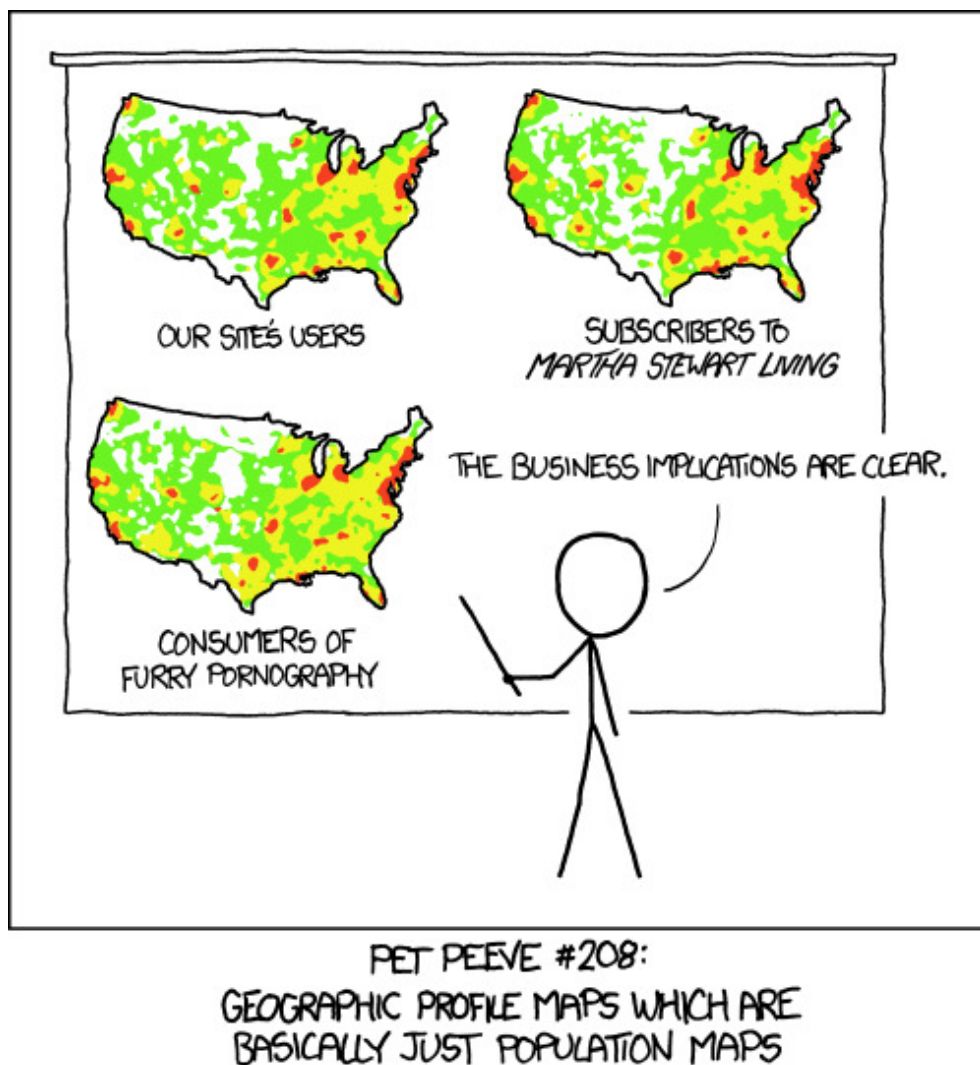 OUR SITE'S USERS
SUBSCRIBERS TO
MARTHA STEWART LIVING
CONSUMERS OF
FURRY PORNOGRAPHY
THE BUSINESS IMPLICATIONS ARE CLEAR.
PET PEEVE #208:
GEOGRAPHIC PROFILE MAPS WHICH ARE
BASICALLY JUST POPULATION MAPS